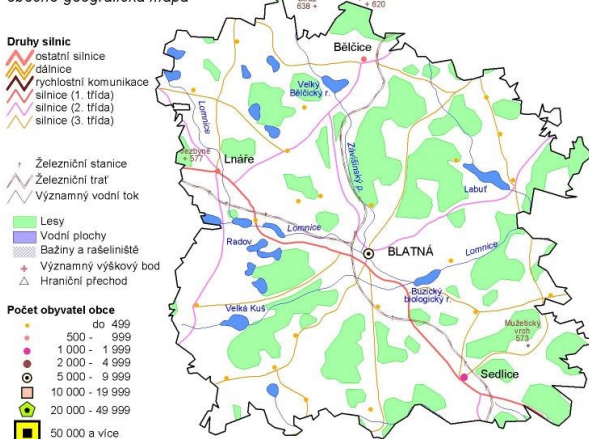 obecně geografická mapa
638 +
+ 620
Druhy silnic
ostatní silnice
dálnice
rychlostní komunikace
silnice (1. třída)
silnice (2. třída)
silnice (3. třída)
Železniční stanice
Železniční trať
Významný vodní tok
Lesy
Vodní plochy
Bažiny a rašeliniště
Významný výškový bod
Hraniční přechod
Počet obyvatel obce
do 499
500 - 999
1 000 - 1 999
2 000 - 4 999
5 000 - 9 999
10 000 - 19 999
20 000 - 49 999
50 000 a více
Bělčice
Velký
Bělčický r.
Lomnice
Závišínský p.
+ 577
Lnáře
Labuť
Lomnice
Radov
BLATNÁ
Lomnice
Buzický
biologický r.
Velká Kuš
Mužetický
vrch
573
Sedlice